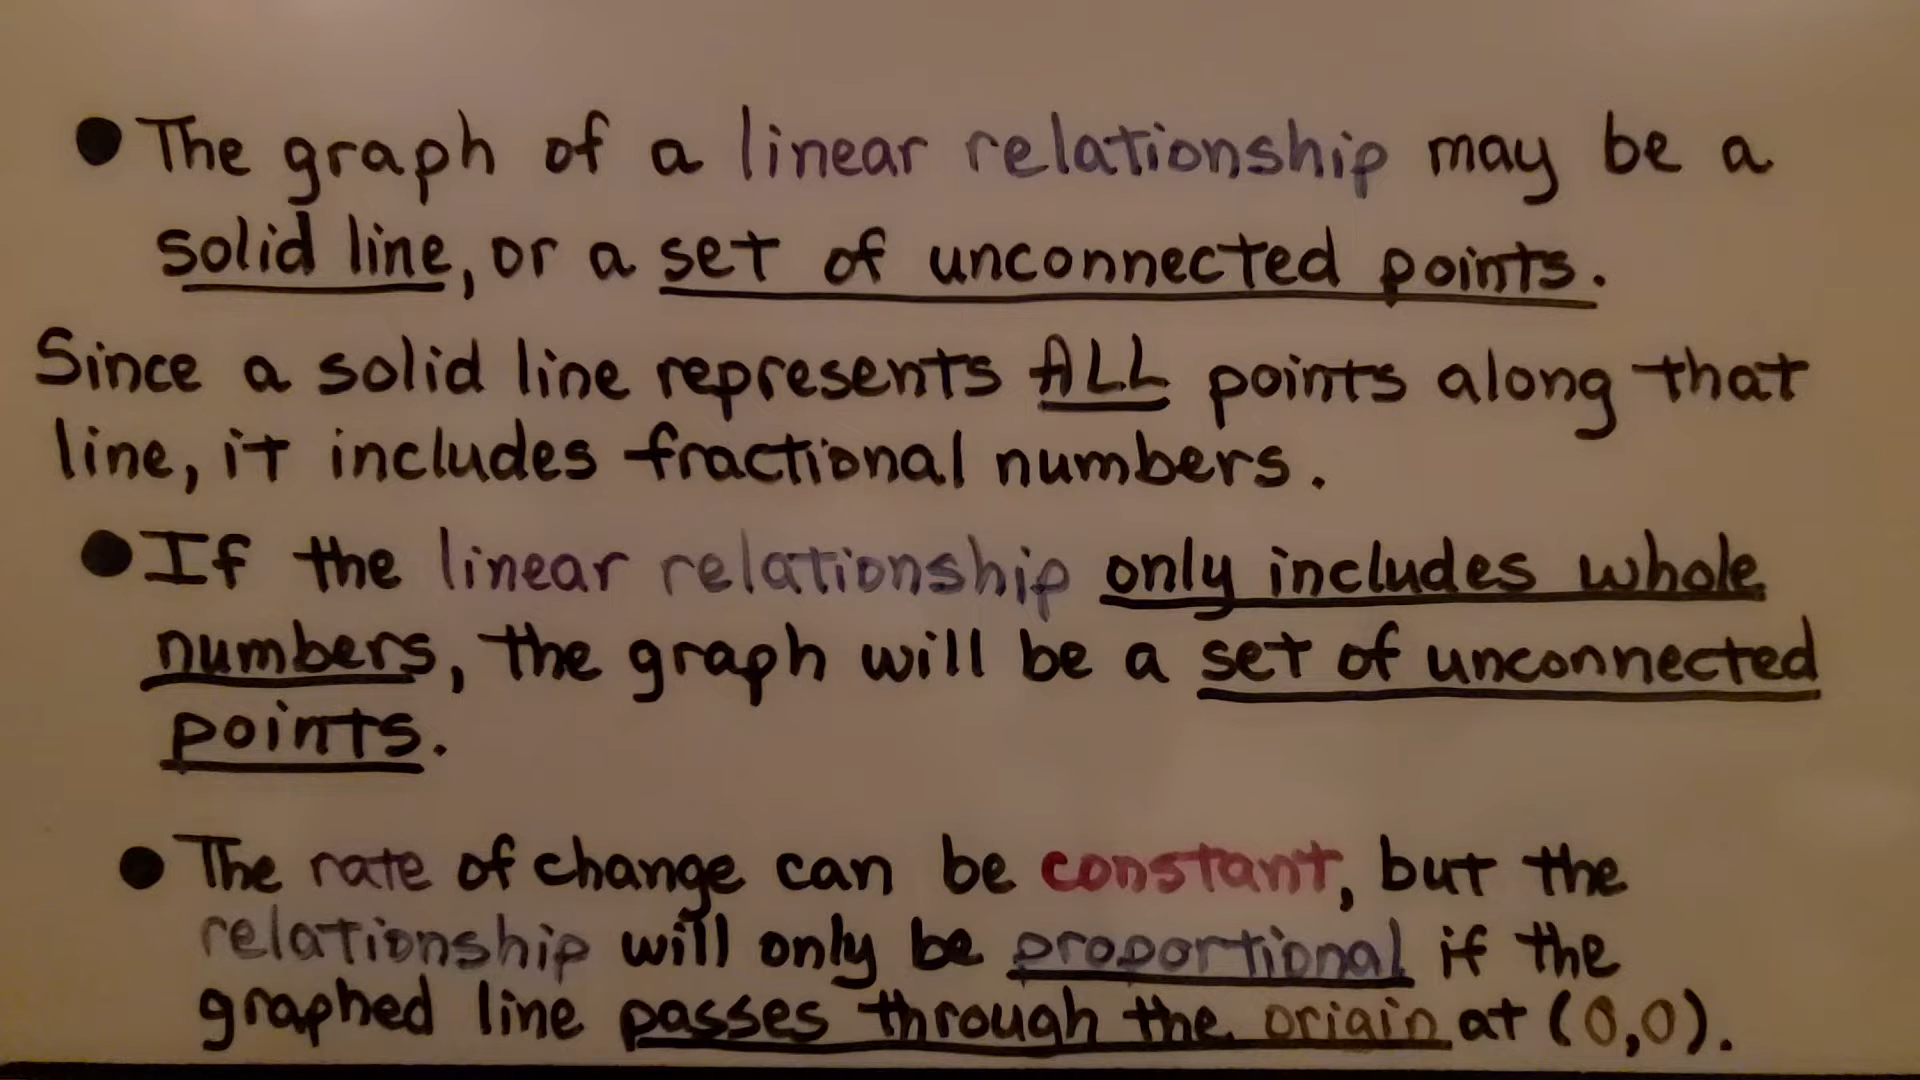 ● The graph of a linear relationship may be a
solid line, or a set of unconnected points.
Since a solid line represents ALL points along that
line, it includes fractional numbers.
● If the linear relationship only includes whole
numbers, the graph will be a set of unconnected
points.
● The rate of change can be constant, but the
relationship will only be proportional if the
graphed line passes through the origin at (0,0).